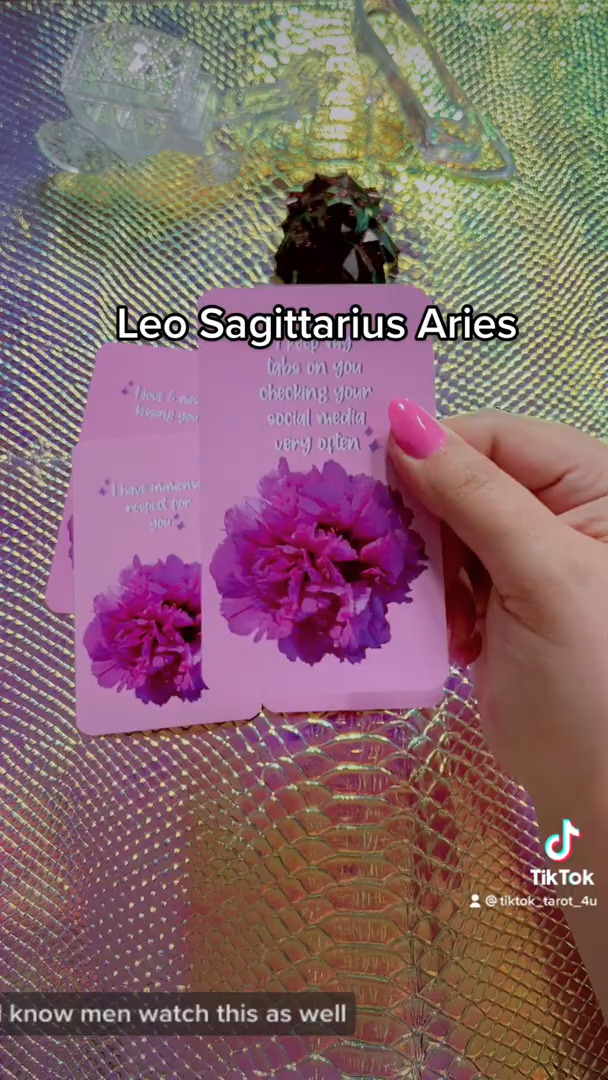 Leo Sagittarius Aries
I keep my
tabs on you
checking your
social media
very often
I love & miss
kissing you
I have immense
respect for
you
TikTok
@tiktok_tarot_4u
I know men watch this as well